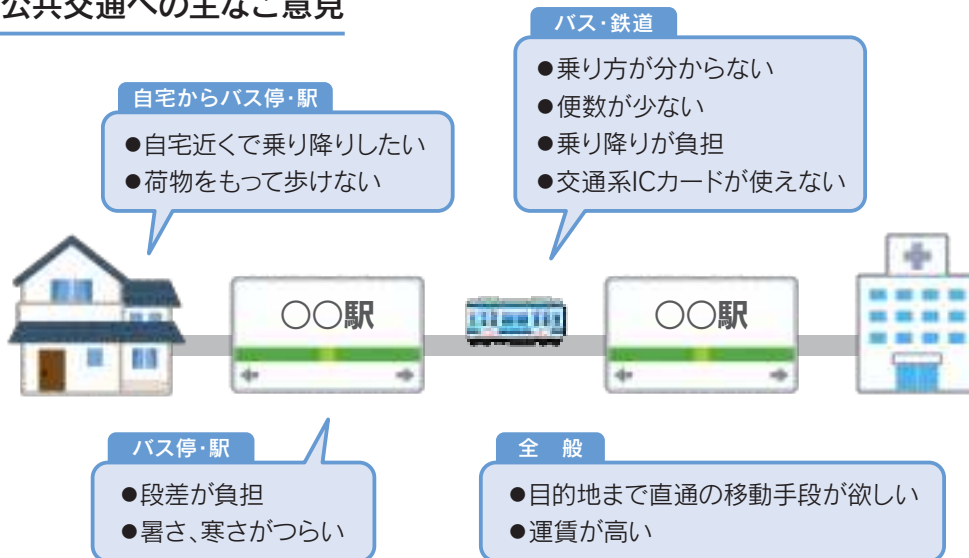 公共交通への主なご意見
バス・鉄道
●乗り方が分からない
●便数が少ない
●乗り降りが負担
●交通系ICカードが使えない
自宅からバス停・駅
●自宅近くで乗り降りしたい
●荷物をもって歩けない
〇〇駅
〇〇駅
バス停・駅
●段差が負担
●暑さ、寒さがつらい
全　般
●目的地まで直通の移動手段が欲しい
●運賃が高い